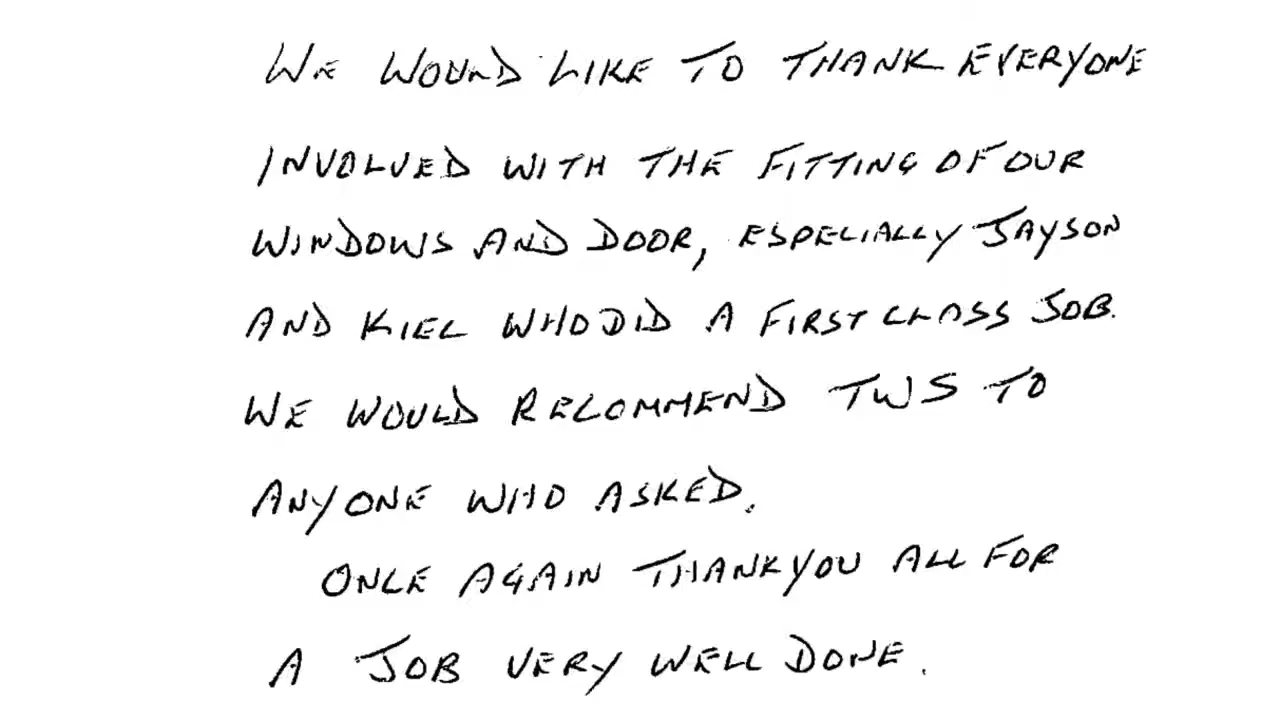 WE WOULD LIKE TO THANK EVERYONE
INVOLVED WITH THE FITTING OF OUR
WINDOWS AND DOOR, ESPECIALLY JAYSON
AND KIEL WHO DID A FIRST CLASS JOB.
WE WOULD RECOMMEND TWS TO
ANYONE WHO ASKED.
ONCE AGAIN THANKYOU ALL FOR
A JOB VERY WELL DONE.